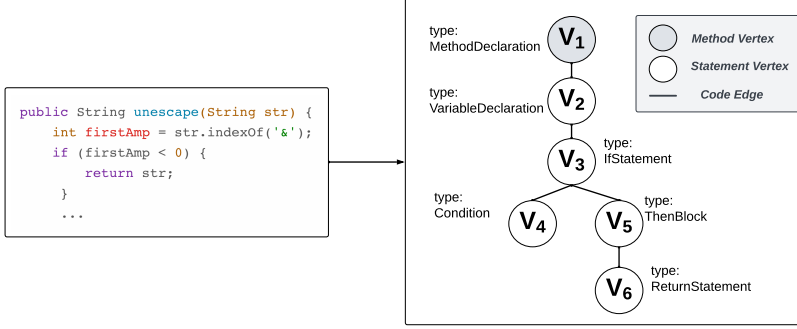 public String unescape(String str) {
int firstAmp = str.indexOf('&');
if (firstAmp < 0) {
return str;
}
...
type:
MethodDeclaration
V1
type:
VariableDeclaration
V2
V3
type:
IfStatement
type:
Condition
V4
V5
type:
ThenBlock
V6
type:
ReturnStatement
Method Vertex
Statement Vertex
Code Edge